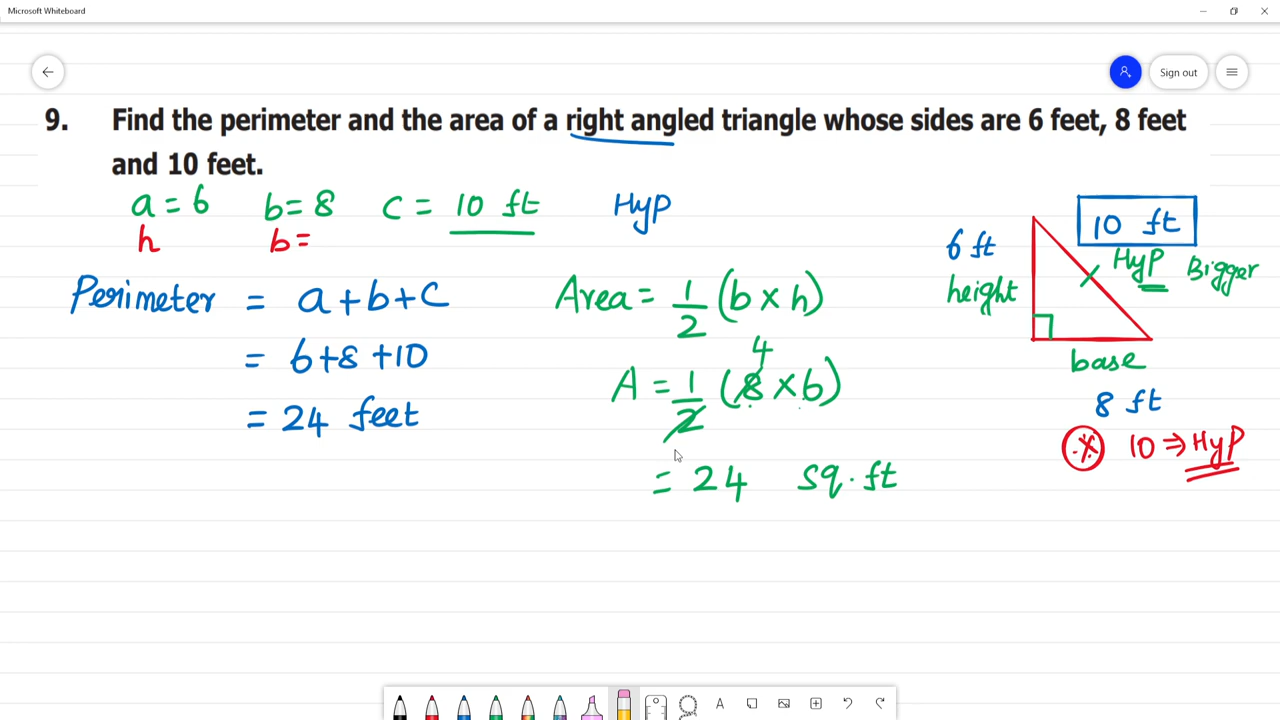 Microsoft Whiteboard
Sign out
9. Find the perimeter and the area of a right angled triangle whose sides are 6 feet, 8 feet
and 10 feet.
a = 6 b = 8 c = 10 ft Hyp
h b =
Perimeter = a + b + c
= 6 + 8 + 10
= 24 feet
Area = 1/2 (b × h)
4
A = 1/2 (8 × 6)
= 24 sq. ft
10 ft
6 ft
Hyp Bigger
height
base
8 ft
* 10 ⇒ Hyp
A